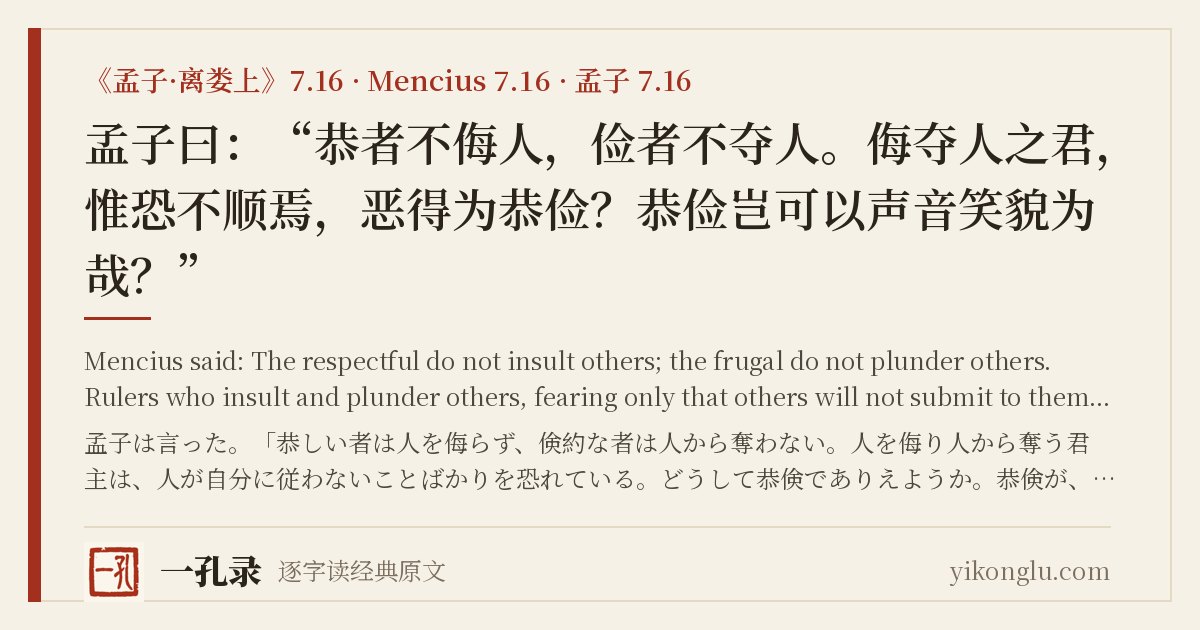 《孟子·离娄上》7.16 · Mencius 7.16 · 孟子 7.16
孟子曰：“恭者不侮人，俭者不夺人。侮夺人之君，
惟恐不顺焉，恶得为恭俭？恭俭岂可以声音笑貌为
哉？”
Mencius said: The respectful do not insult others; the frugal do not plunder others.
Rulers who insult and plunder others, fearing only that others will not submit to them...
孟子は言った。「恭しい者は人を侮らず、倹約な者は人から奪わない。人を侮り人から奪う君
主は、人が自分に従わないことばかりを恐れている。どうして恭倹でありえようか。恭倹が、…
一孔
一孔录 逐字读经典原文 yikonglu.com